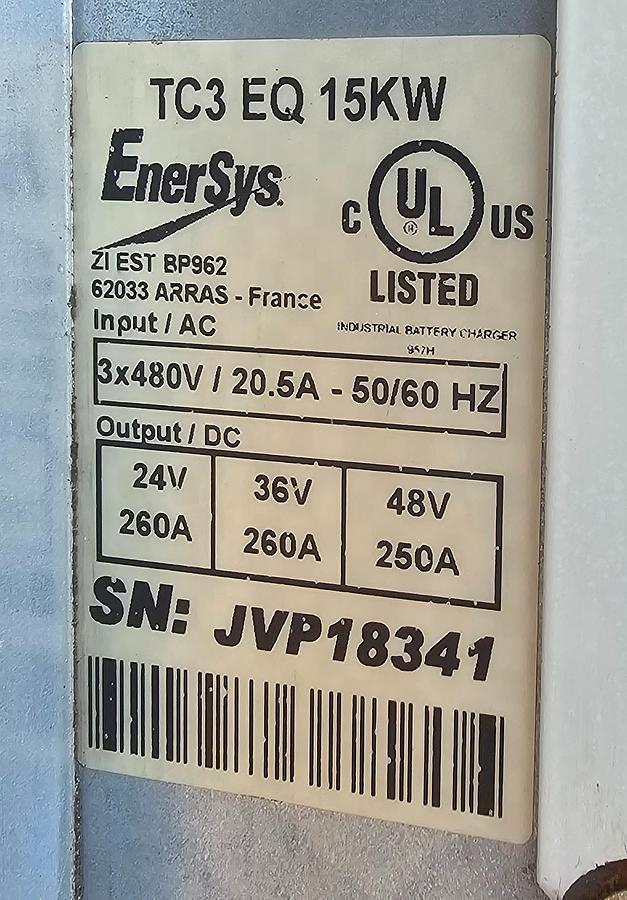 TC3 EQ 15KW
EnerSys
C UL US
®
LISTED
ZI EST BP962
62033 ARRAS - France
INDUSTRIAL BATTERY CHARGER
957H
Input / AC
3x480V / 20.5A - 50/60 HZ
Output / DC
24V 36V 48V
260A 260A 250A
SN: JVP18341